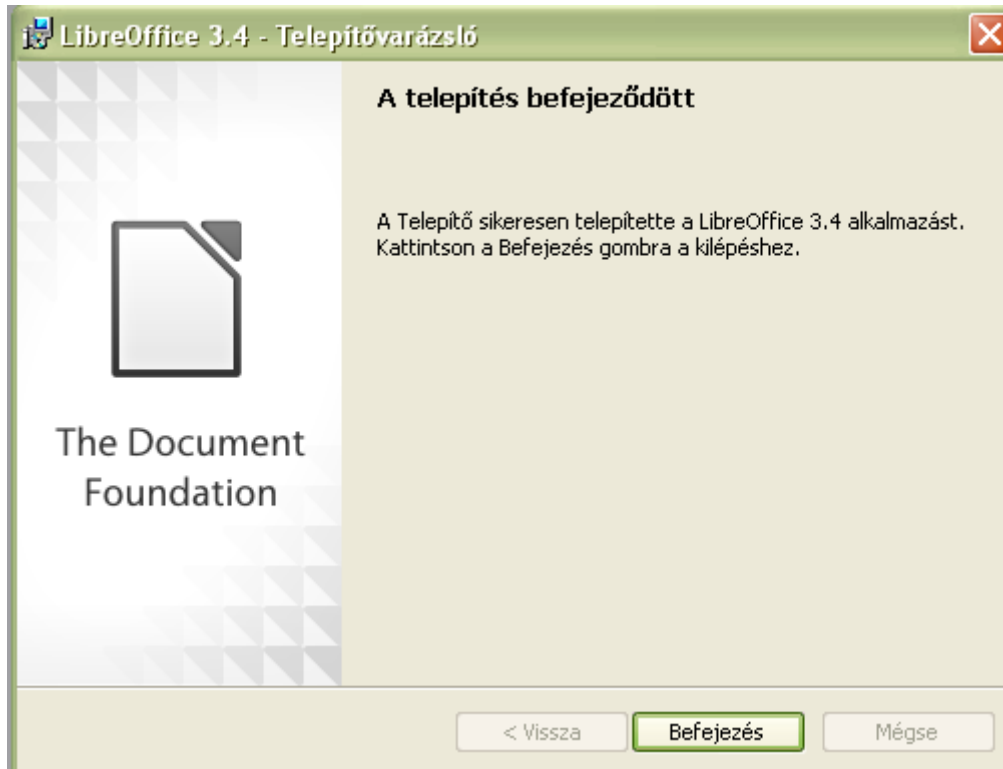 LibreOffice 3.4 - Telepítővarázsló
A telepítés befejeződött
A Telepítő sikeresen telepítette a LibreOffice 3.4 alkalmazást.
Kattintson a Befejezés gombra a kilépéshez.
The Document
Foundation
< Vissza
Befejezés
Mégse